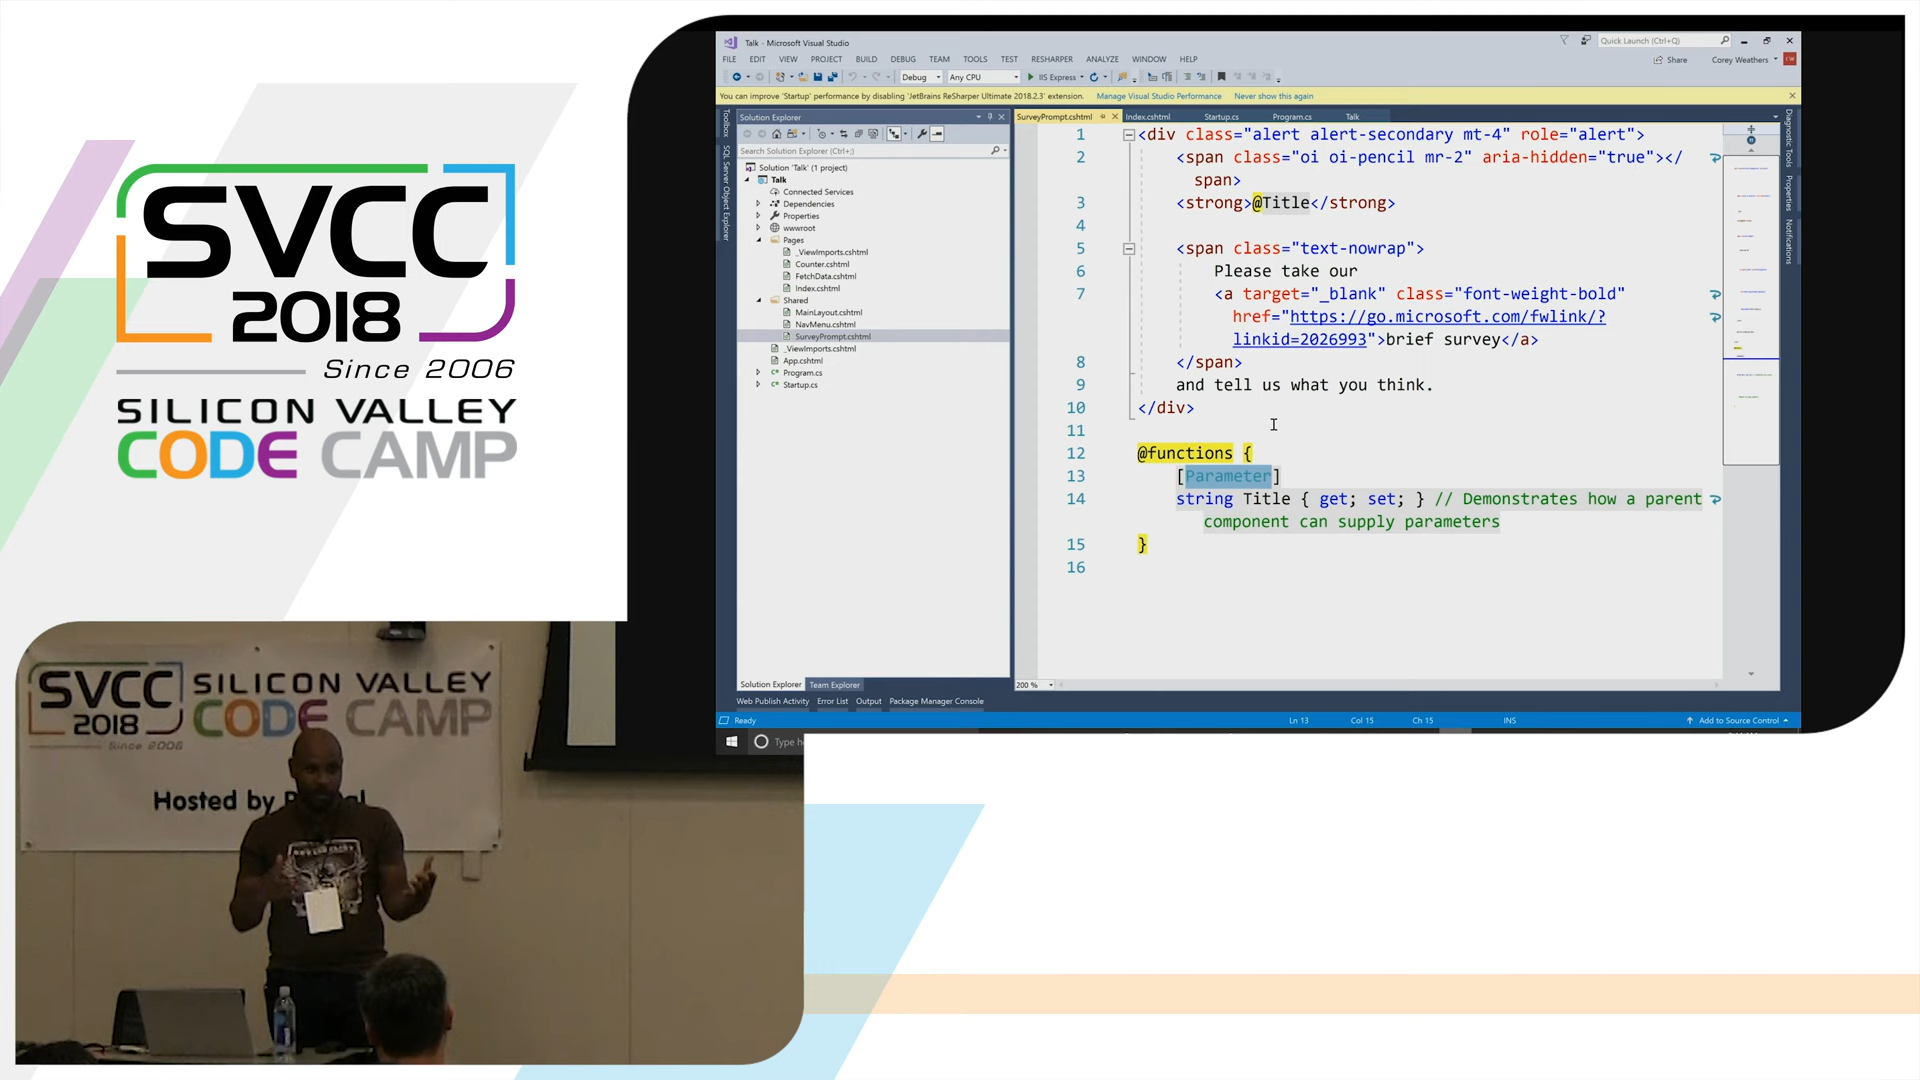 SVCC
2018
Since 2006
SILICON VALLEY
CODE CAMP
Talk - Microsoft Visual Studio
Quick Launch (Ctrl+Q)
FILE EDIT VIEW PROJECT BUILD DEBUG TEAM TOOLS TEST RESHARPER ANALYZE WINDOW HELP
Share
Corey Weathers
CW
Debug
Any CPU
IIS Express
You can improve 'Startup' performance by disabling 'JetBrains ReSharper Ultimate 2018.2.3' extension. Manage Visual Studio Performance Never show this again
Toolbox
SQL Server Object Explorer
Solution Explorer
Search Solution Explorer (Ctrl+;)
Solution 'Talk' (1 project)
Talk
Connected Services
Dependencies
Properties
wwwroot
Pages
_ViewImports.cshtml
Counter.cshtml
FetchData.cshtml
Index.cshtml
Shared
MainLayout.cshtml
NavMenu.cshtml
SurveyPrompt.cshtml
_ViewImports.cshtml
App.cshtml
Program.cs
Startup.cs
Solution Explorer Team Explorer
SurveyPrompt.cshtml Index.cshtml Startup.cs Program.cs Talk
1 <div class="alert alert-secondary mt-4" role="alert">
2 <span class="oi oi-pencil mr-2" aria-hidden="true"></
span>
3 <strong>@Title</strong>
4
5 <span class="text-nowrap">
6 Please take our
7 <a target="_blank" class="font-weight-bold"
href="https://go.microsoft.com/fwlink/?
linkid=2026993">brief survey</a>
8 </span>
9 and tell us what you think.
10 </div>
11
12 @functions {
13 [Parameter]
14 string Title { get; set; } // Demonstrates how a parent
component can supply parameters
15 }
16
200 %
Diagnostic Tools
Properties
Notifications
Web Publish Activity Error List Output Package Manager Console
Ready
Ln 13 Col 15 Ch 15 INS
Add to Source Control
Type h
SVCC
2018
Since 2006
SILICON VALLEY
CODE CAMP
Hosted by